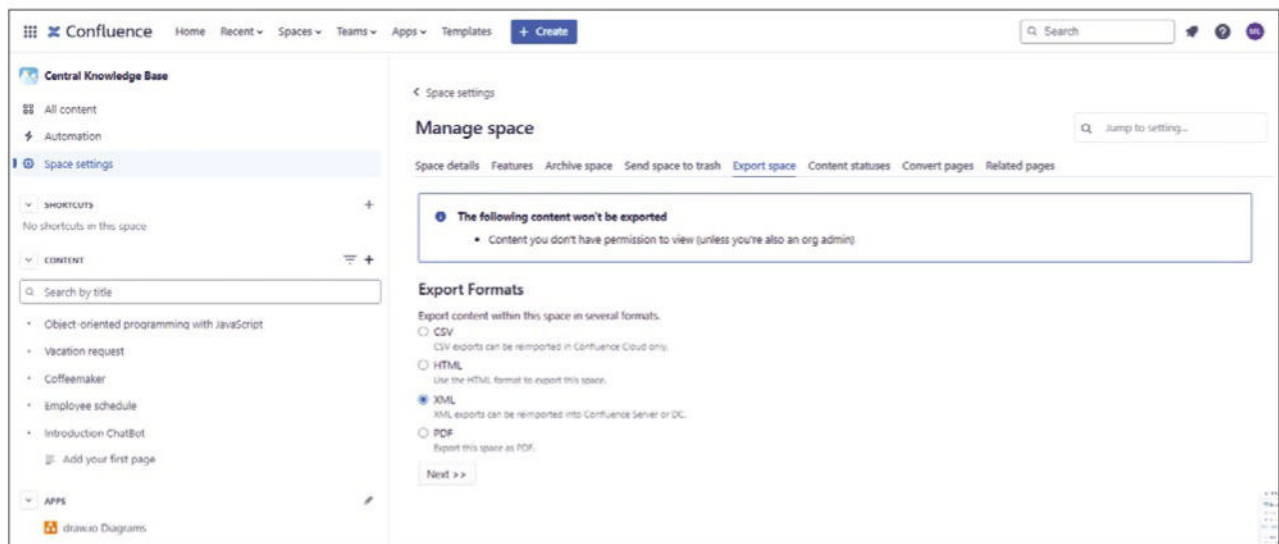 Confluence Home Recent Spaces Teams Apps Templates + Create Search ?
Central Knowledge Base
All content
Automation
Space settings
SHORTCUTS +
No shortcuts in this space
CONTENT +
Search by title
• Object-oriented programming with JavaScript
• Vacation request
• Coffeemaker
• Employee schedule
• Introduction ChatBot
Add your first page
APPS
draw.io Diagrams
< Space settings
Manage space
Jump to setting...
Space details Features Archive space Send space to trash Export space Content statuses Convert pages Related pages
The following content won't be exported
• Content you don't have permission to view (unless you're also an org admin)
Export Formats
Export content within this space in several formats.
CSV
CSV exports can be reimported in Confluence Cloud only.
HTML
Use the HTML format to export this space.
XML
XML exports can be reimported into Confluence Server or DC.
PDF
Export this space as PDF.
Next >>